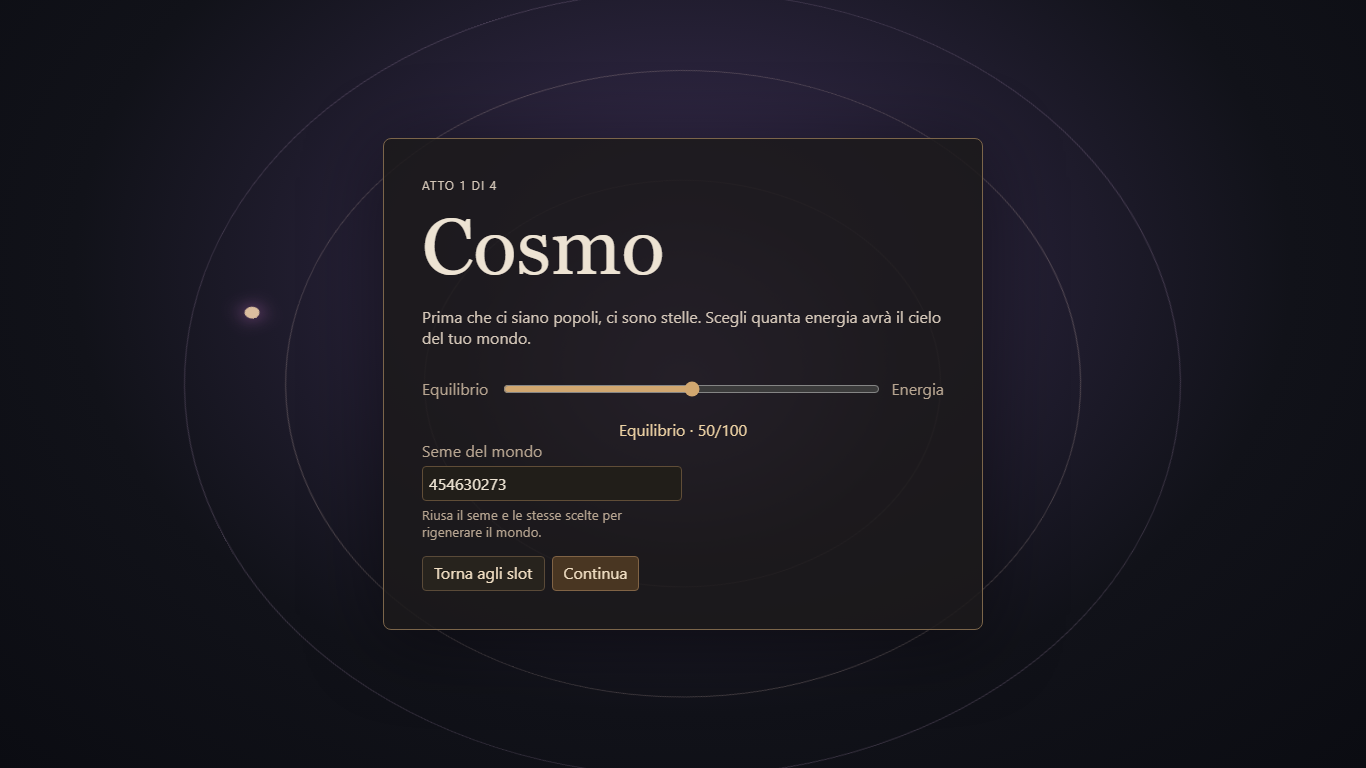 ATTO 1 DI 4
Cosmo
Prima che ci siano popoli, ci sono stelle. Scegli quanta energia avrà il cielo
del tuo mondo.
Equilibrio Energia
Equilibrio · 50/100
Seme del mondo
454630273
Riusa il seme e le stesse scelte per
rigenerare il mondo.
Torna agli slot Continua